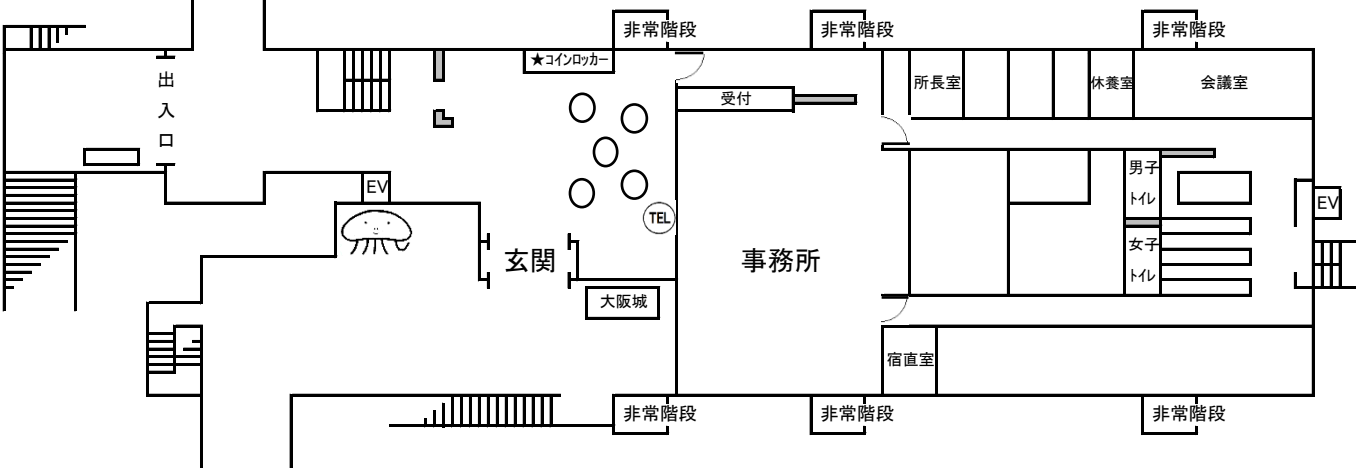 非常階段
非常階段
非常階段
★コインロッカー
出入口
受付
所長室
休養室
会議室
男子
トイレ
EV
EV
TEL
女子
トイレ
玄関
事務所
大阪城
宿直室
非常階段
非常階段
非常階段